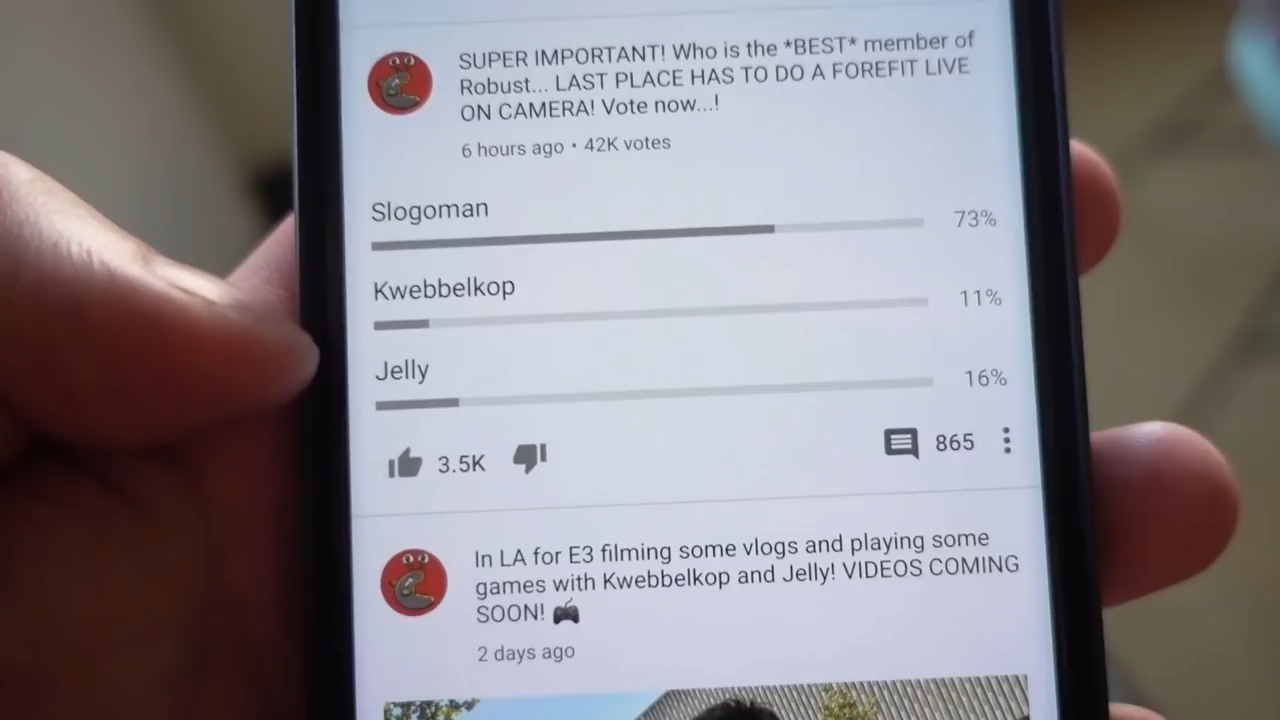 SUPER IMPORTANT! Who is the *BEST* member of
Robust... LAST PLACE HAS TO DO A FOREFIT LIVE
ON CAMERA! Vote now...!
6 hours ago • 42K votes
Slogoman
73%
Kwebbelkop
11%
Jelly
16%
3.5K
865
In LA for E3 filming some vlogs and playing some
games with Kwebbelkop and Jelly! VIDEOS COMING
SOON! 🎮
2 days ago